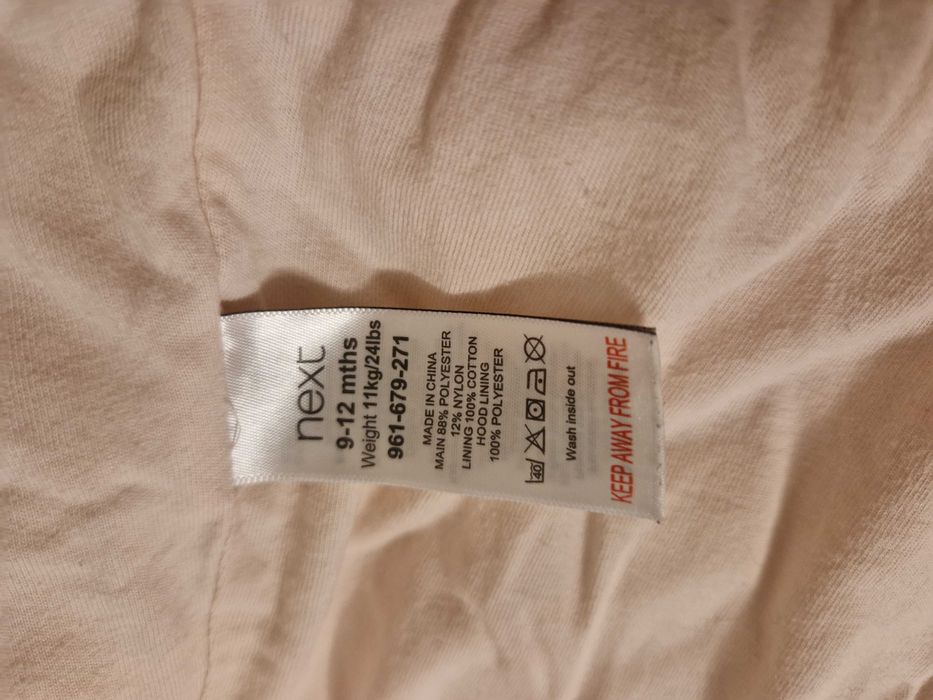 next
9-12 mths
Weight 11kg/24lbs
961-679-271
MADE IN CHINA
MAIN 88% POLYESTER
12% NYLON
LINING 100% COTTON
HOOD LINING
100% POLYESTER
40
Wash inside out
KEEP AWAY FROM FIRE